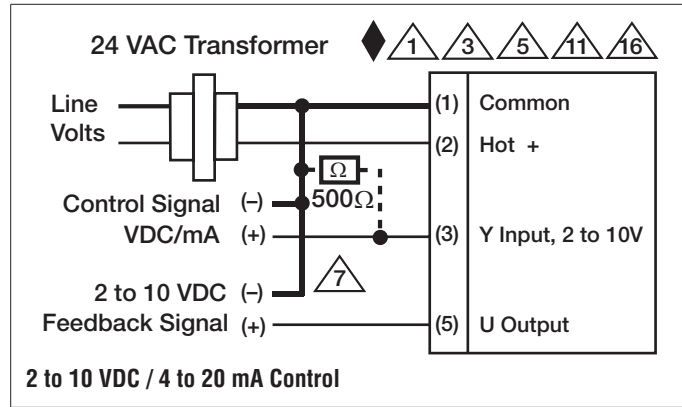 24 VAC Transformer ◆ 1 3 5 11 16
Line
Volts
(1) Common
(2) Hot +
Ω
500Ω
Control Signal (–)
VDC/mA (+)
(3) Y Input, 2 to 10V
7
2 to 10 VDC (–)
Feedback Signal (+)
(5) U Output
2 to 10 VDC / 4 to 20 mA Control